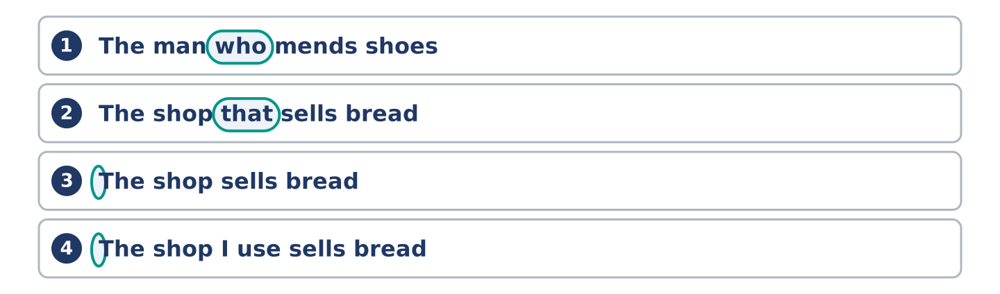 1 The man who mends shoes
2 The shop that sells bread
3 The shop sells bread
4 The shop I use sells bread